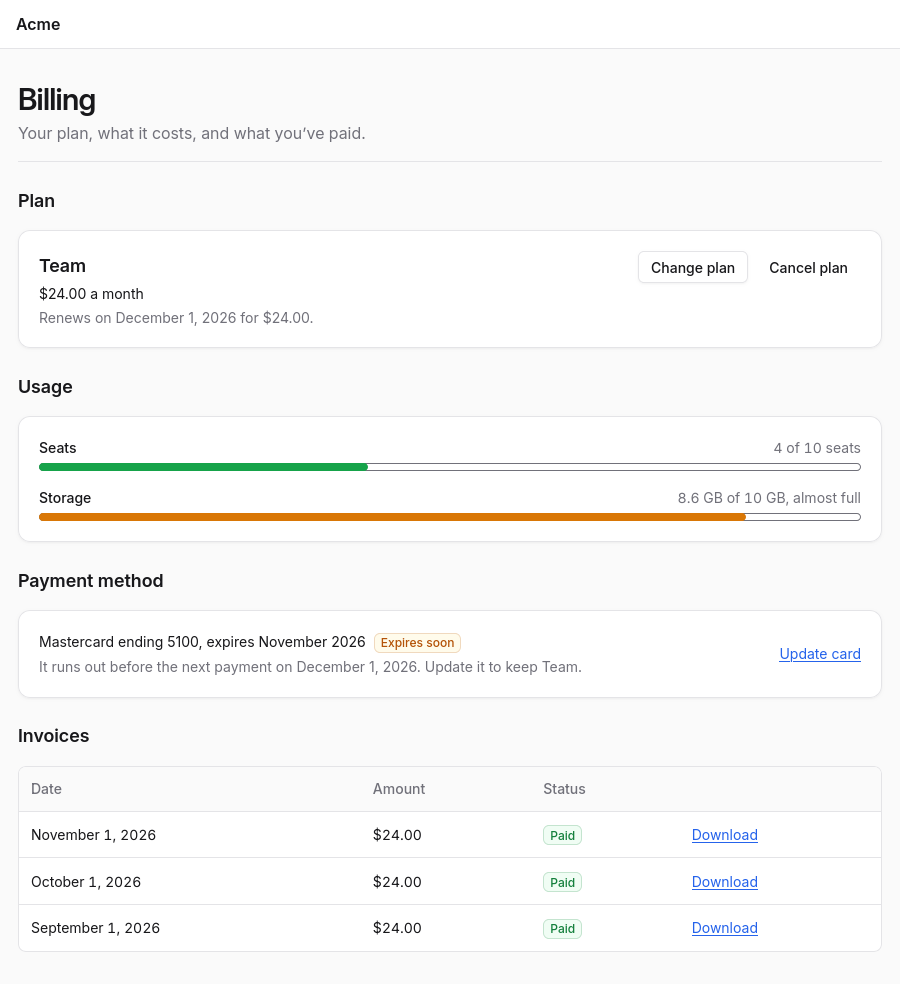 Acme
Billing
Your plan, what it costs, and what you’ve paid.
Plan
Team
Change plan
Cancel plan
$24.00 a month
Renews on December 1, 2026 for $24.00.
Usage
Seats
4 of 10 seats
Storage
8.6 GB of 10 GB, almost full
Payment method
Mastercard ending 5100, expires November 2026 Expires soon
It runs out before the next payment on December 1, 2026. Update it to keep Team.
Update card
Invoices
Date Amount Status
November 1, 2026 $24.00 Paid Download
October 1, 2026 $24.00 Paid Download
September 1, 2026 $24.00 Paid Download